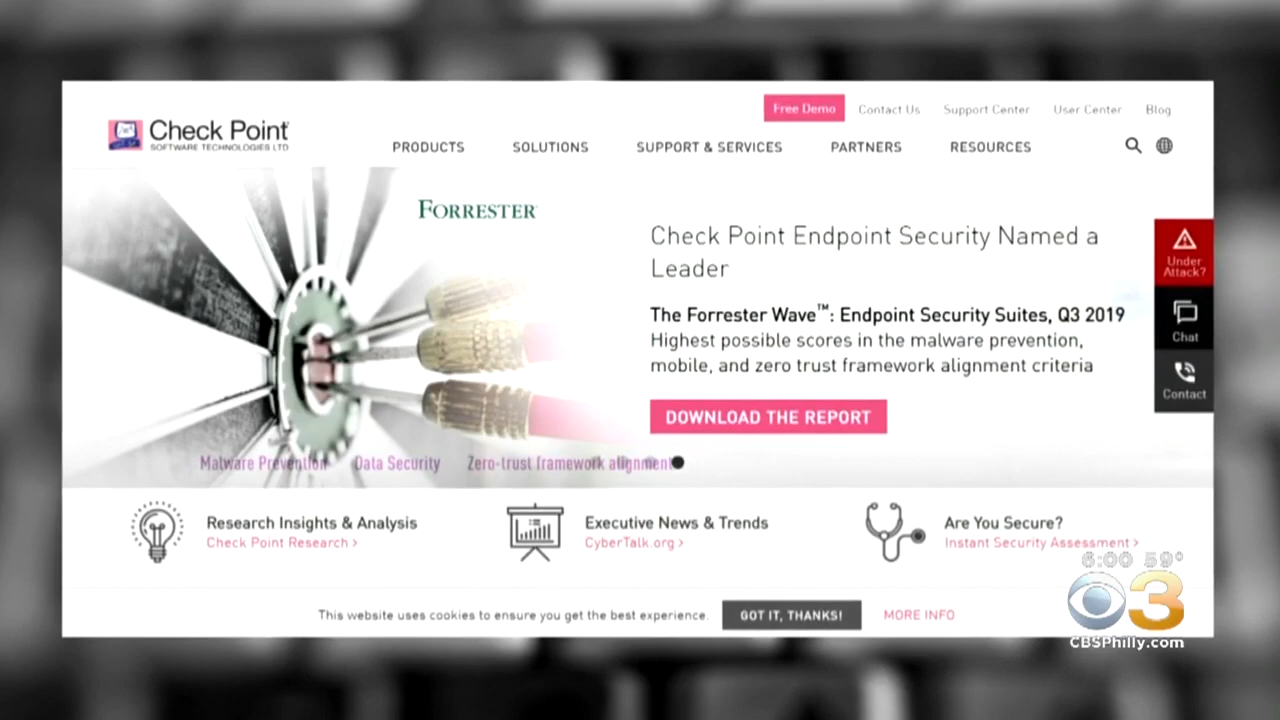 Free Demo Contact Us Support Center User Center Blog
Check Point
SOFTWARE TECHNOLOGIES LTD
PRODUCTS SOLUTIONS SUPPORT & SERVICES PARTNERS RESOURCES
FORRESTER
Check Point Endpoint Security Named a
Leader
The Forrester Wave™: Endpoint Security Suites, Q3 2019
Highest possible scores in the malware prevention,
mobile, and zero trust framework alignment criteria
DOWNLOAD THE REPORT
Under
Attack?
Chat
Contact
Malware Prevention Data Security Zero-trust framework alignment
Research Insights & Analysis
Check Point Research >
Executive News & Trends
CyberTalk.org >
Are You Secure?
Instant Security Assessment >
This website uses cookies to ensure you get the best experience. GOT IT, THANKS! MORE INFO
6:00 59°
3
CBSPhilly.com